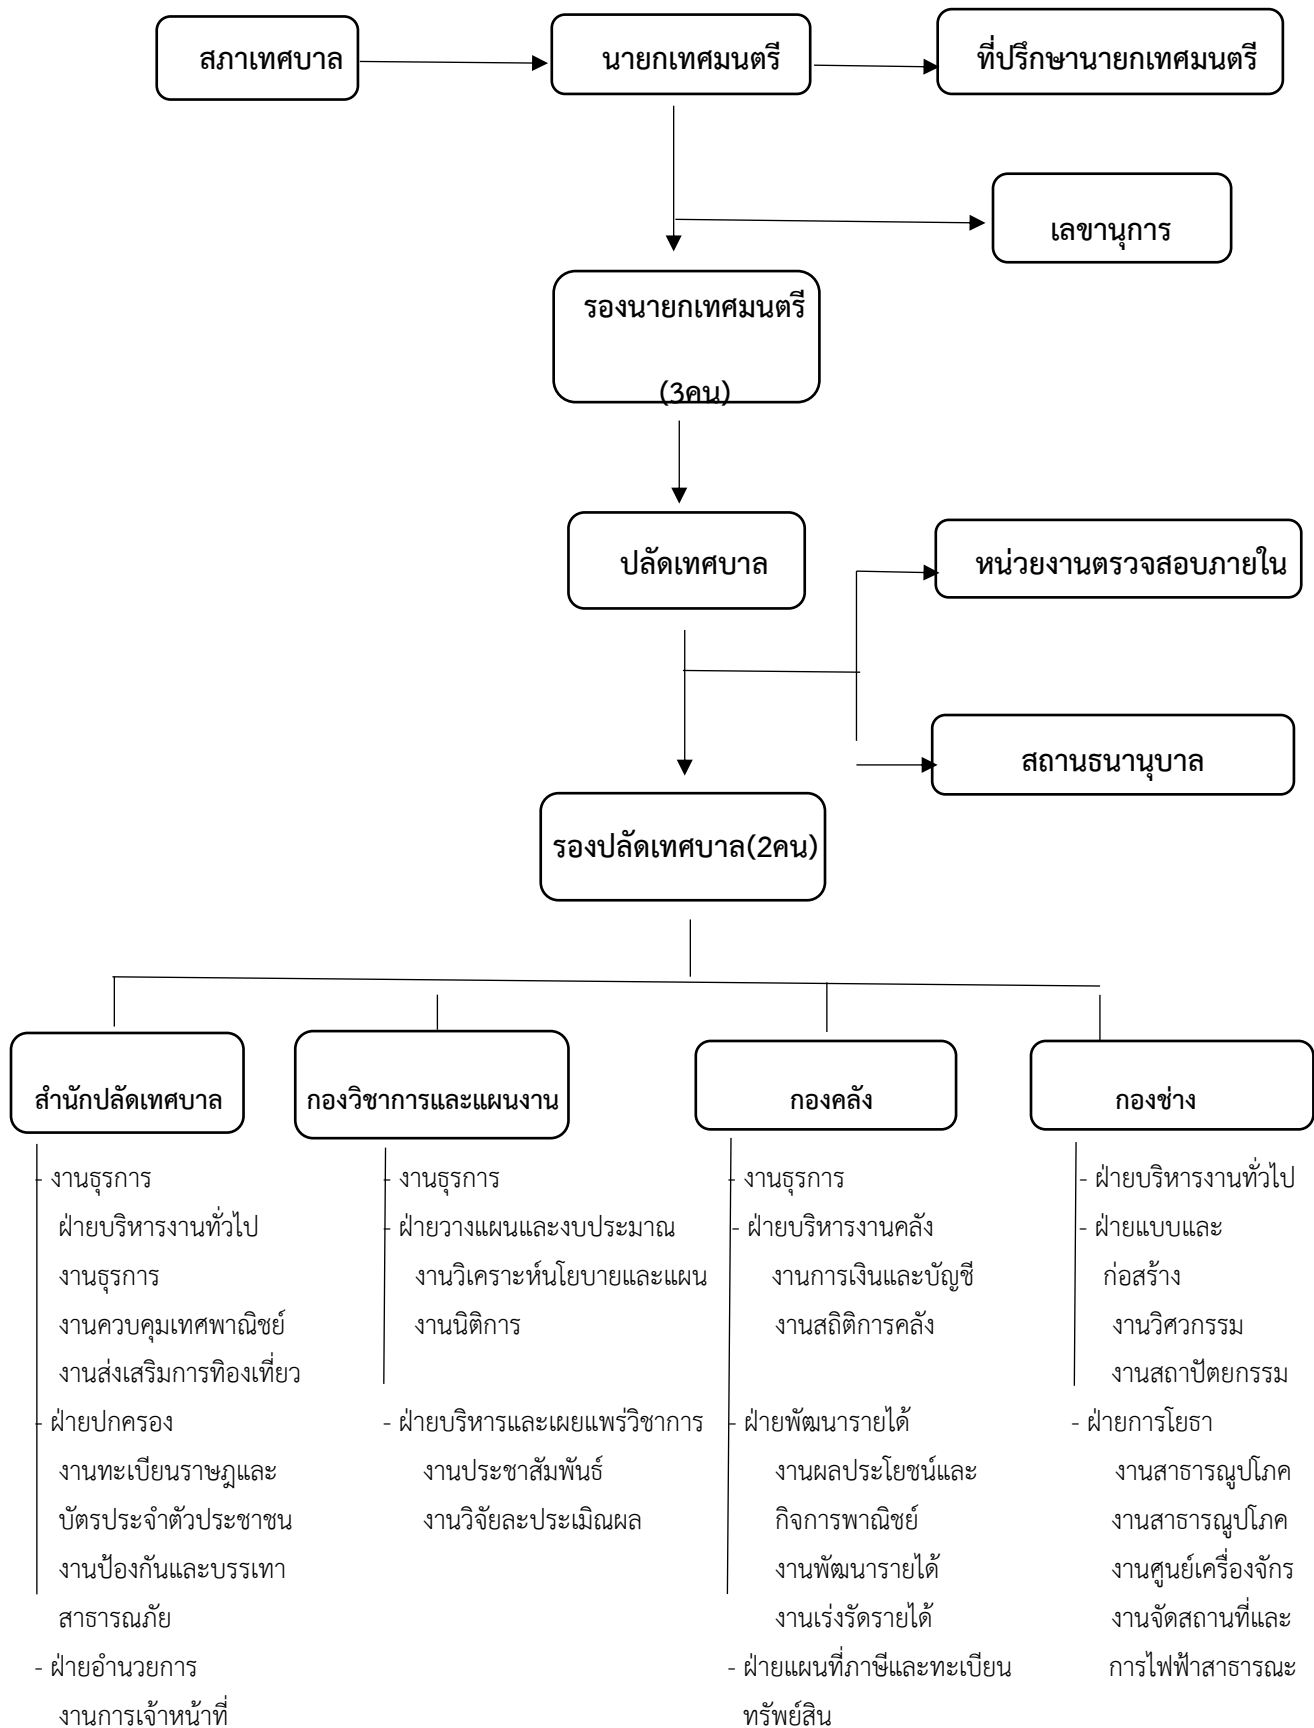 สภาเทศบาล
นายกเทศมนตรี
ที่ปรึกษานายกเทศมนตรี
เลขานุการ
รองนายกเทศมนตรี
(3คน)
ปลัดเทศบาล
หน่วยงานตรวจสอบภายใน
สถานธนานุบาล
รองปลัดเทศบาล(2คน)
สำนักปลัดเทศบาล
- งานธุรการ
ฝ่ายบริหารงานทั่วไป
งานธุรการ
งานควบคุมเทศพาณิชย์
งานส่งเสริมการทิองเที่ยว
- ฝ่ายปกครอง
งานทะเบียนราษฎและ
บัตรประจำตัวประชาชน
งานป้องกันและบรรเทา
สาธารณภัย
- ฝ่ายอำนวยการ
งานการเจ้าหน้าที่
กองวิชาการและแผนงาน
- งานธุรการ
- ฝ่ายวางแผนและงบประมาณ
งานวิเคราะห์นโยบายและแผน
งานนิติการ
- ฝ่ายบริหารและเผยแพร่วิชาการ
งานประชาสัมพันธ์
งานวิจัยละประเมิณผล
กองคลัง
- งานธุรการ
- ฝ่ายบริหารงานคลัง
งานการเงินและบัญชี
งานสถิติการคลัง
- ฝ่ายพัฒนารายได้
งานผลประโยชน์และ
กิจการพาณิชย์
งานพัฒนารายได้
งานเร่งรัดรายได้
- ฝ่ายแผนที่ภาษีและทะเบียน
ทรัพย์สิน
กองช่าง
- ฝ่ายบริหารงานทั่วไป
- ฝ่ายแบบและ
ก่อสร้าง
งานวิศวกรรม
งานสถาปัตยกรรม
- ฝ่ายการโยธา
งานสาธารณูปโภค
งานสาธารณูปโภค
งานศูนย์เครื่องจักร
งานจัดสถานที่และ
การไฟฟ้าสาธารณะ